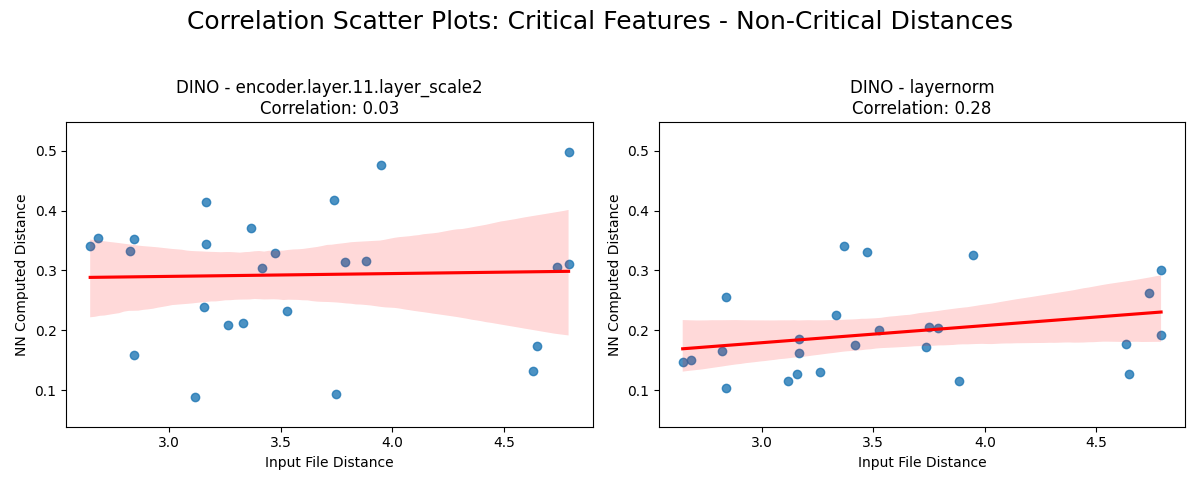 Correlation Scatter Plots: Critical Features - Non-Critical Distances
DINO - encoder.layer.11.layer_scale2
Correlation: 0.03
NN Computed Distance
0.5
0.4
0.3
0.2
0.1
3.0 3.5 4.0 4.5
Input File Distance
DINO - layernorm
Correlation: 0.28
NN Computed Distance
0.5
0.4
0.3
0.2
0.1
3.0 3.5 4.0 4.5
Input File Distance